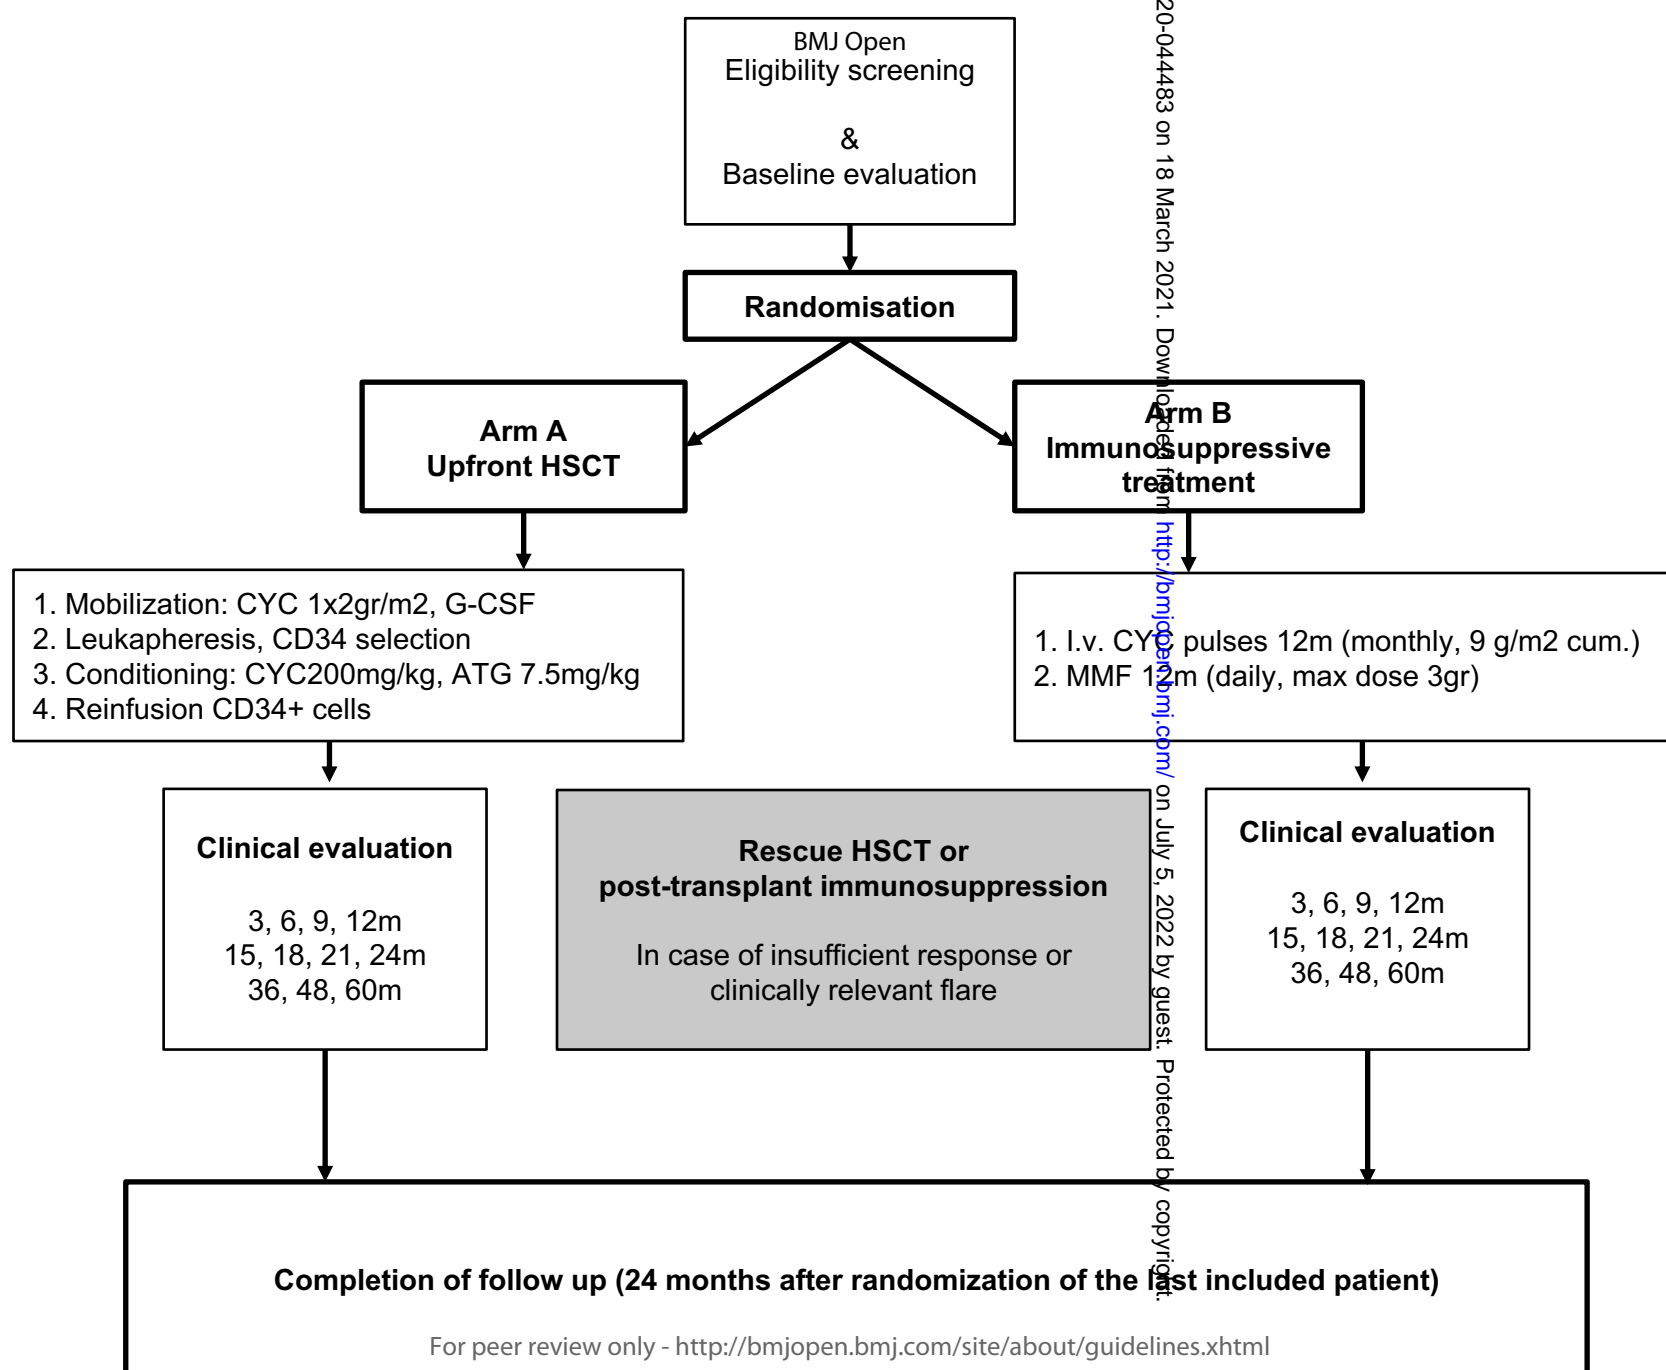 BMJ Open
Eligibility screening
&
Baseline evaluation
Randomisation
Arm A
Upfront HSCT
Arm B
Immunosuppressive
treatment
1. Mobilization: CYC 1x2gr/m2, G-CSF
2. Leukapheresis, CD34 selection
3. Conditioning: CYC200mg/kg, ATG 7.5mg/kg
4. Reinfusion CD34+ cells
1. I.v. CYC pulses 12m (monthly, 9 g/m2 cum.)
2. MMF 12m (daily, max dose 3gr)
Clinical evaluation
3, 6, 9, 12m
15, 18, 21, 24m
36, 48, 60m
Rescue HSCT or
post-transplant immunosuppression
In case of insufficient response or
clinically relevant flare
Clinical evaluation
3, 6, 9, 12m
15, 18, 21, 24m
36, 48, 60m
Completion of follow up (24 months after randomization of the last included patient)
For peer review only - http://bmjopen.bmj.com/site/about/guidelines.xhtml
20-044483 on 18 March 2021. Downloaded from http://bmjopen.bmj.com/ on July 5, 2022 by guest. Protected by copyright.